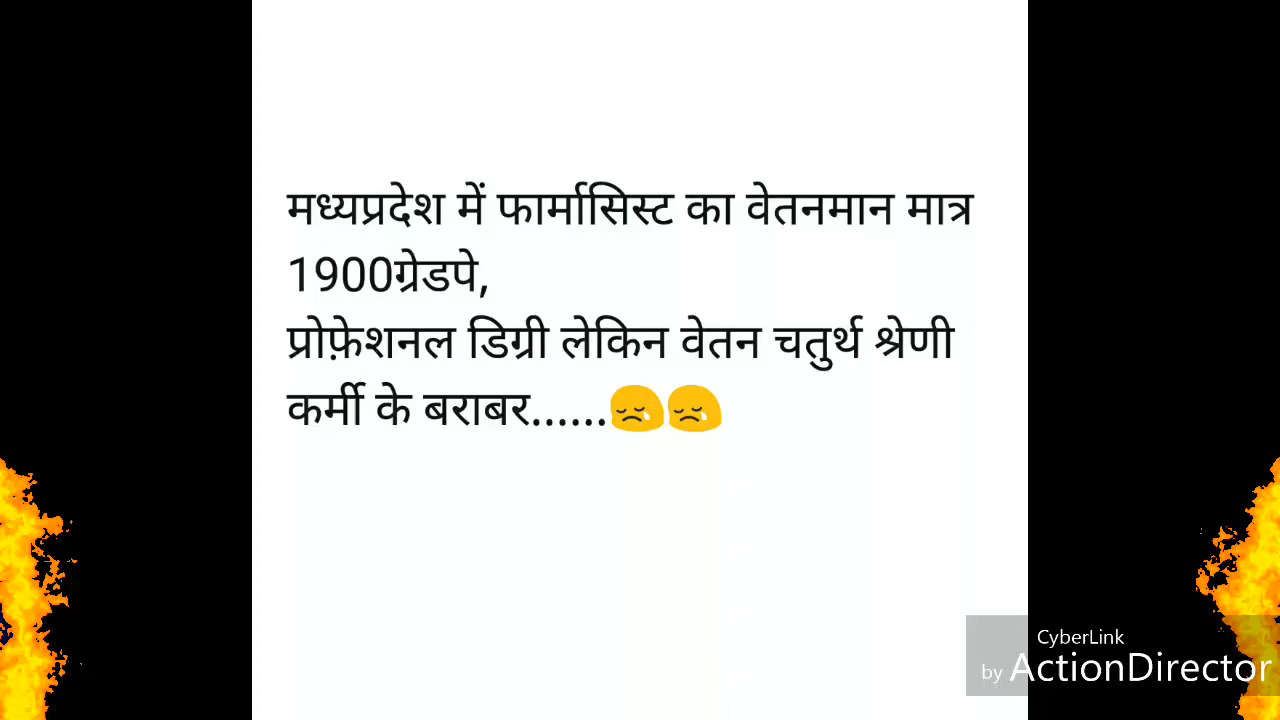 मध्यप्रदेश में फार्मासिस्ट का वेतनमान मात्र
1900ग्रेडपे,
प्रोफ़ेशनल डिग्री लेकिन वेतन चतुर्थ श्रेणी
कर्मी के बराबर......😢😢
CyberLink
by ActionDirector